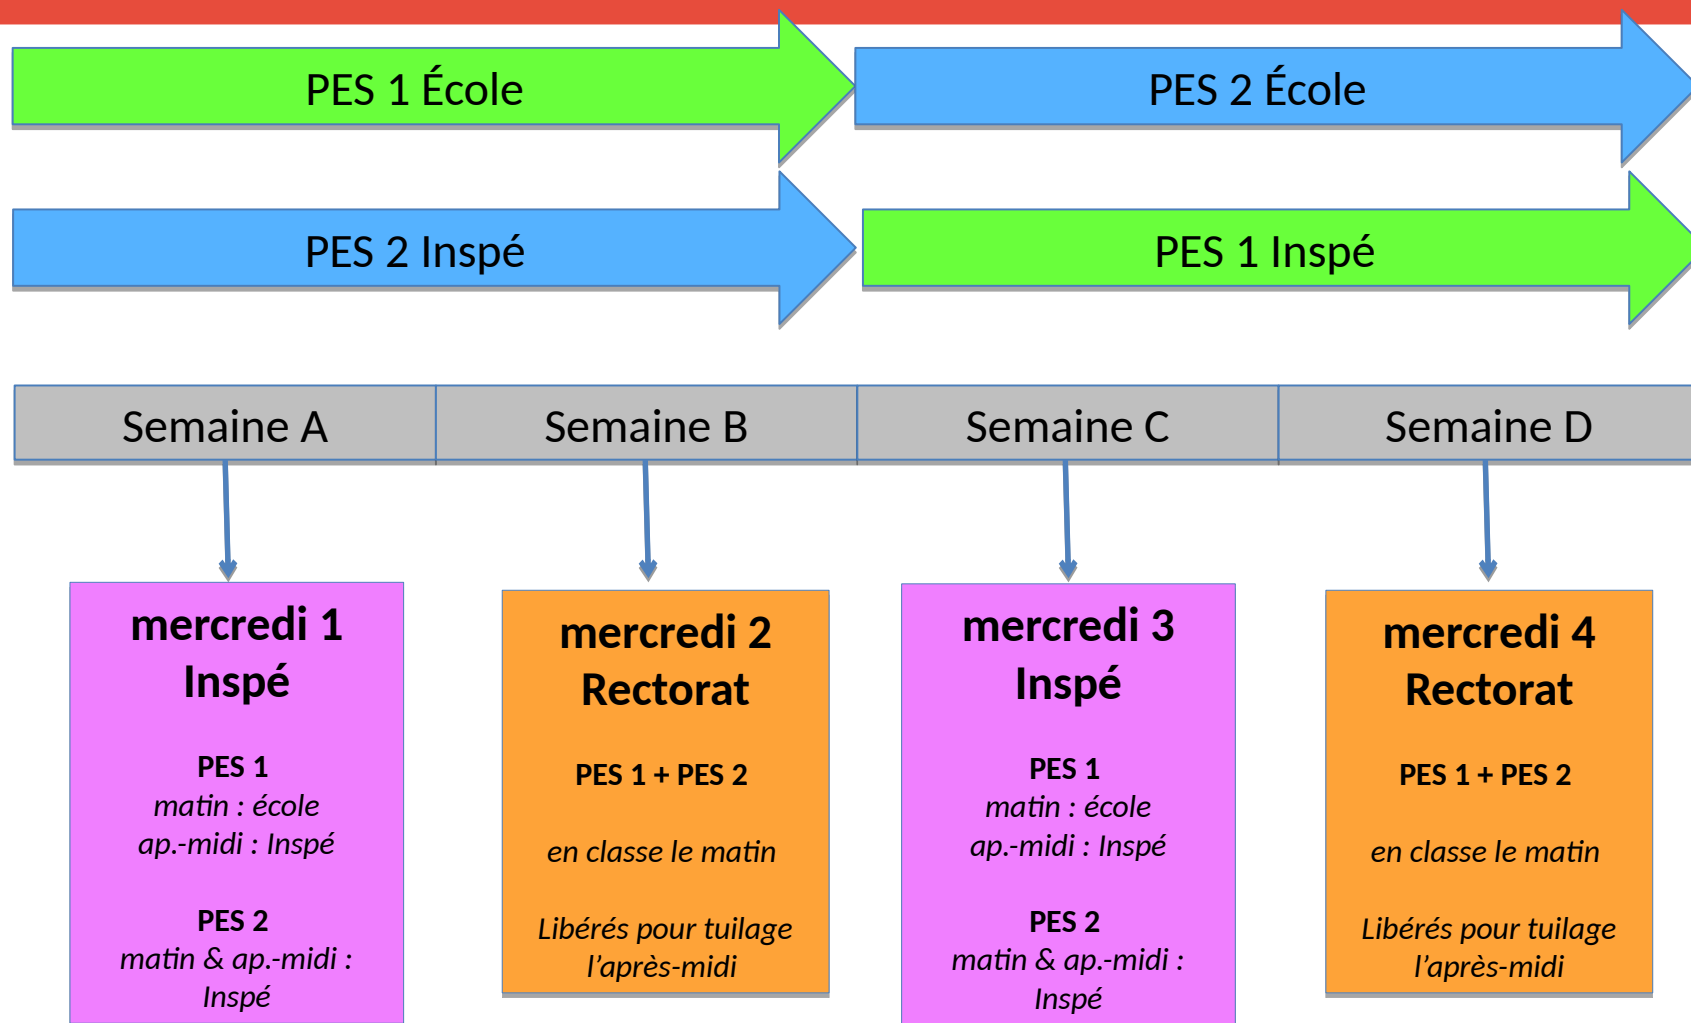 PES 1 École
PES 2 École
PES 2 Inspé
PES 1 Inspé
Semaine A
Semaine B
Semaine C
Semaine D
mercredi 1
Inspé
PES 1
matin : école
ap.-midi : Inspé
PES 2
matin & ap.-midi :
Inspé
mercredi 2
Rectorat
PES 1 + PES 2
en classe le matin
Libérés pour tuilage
l’après-midi
mercredi 3
Inspé
PES 1
matin : école
ap.-midi : Inspé
PES 2
matin & ap.-midi :
Inspé
mercredi 4
Rectorat
PES 1 + PES 2
en classe le matin
Libérés pour tuilage
l’après-midi